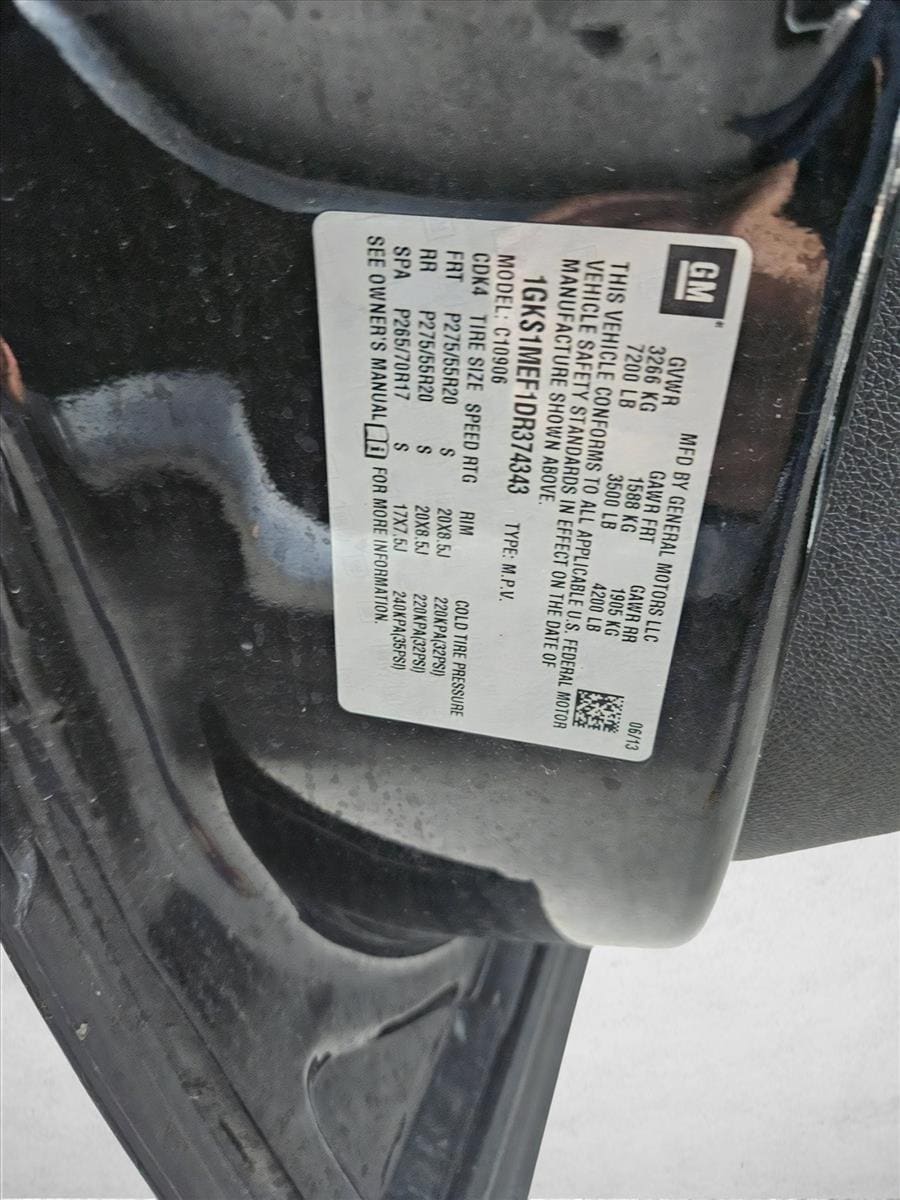 GM
MFD BY GENERAL MOTORS LLC 06/13
GVWR GAWR FRT GAWR RR
3266 KG 1588 KG 1905 KG
7200 LB 3500 LB 4200 LB
THIS VEHICLE CONFORMS TO ALL APPLICABLE U.S. FEDERAL MOTOR
VEHICLE SAFETY STANDARDS IN EFFECT ON THE DATE OF
MANUFACTURE SHOWN ABOVE.
1GKS1MEF1DR374343 TYPE: M.P.V.
MODEL: C10906
CDK4 TIRE SIZE SPEED RTG RIM COLD TIRE PRESSURE
FRT P275/55R20 S 20X8.5J 220KPA(32PSI)
RR P275/55R20 S 20X8.5J 220KPA(32PSI)
SPA P265/70R17 S 17X7.5J 240KPA(35PSI)
SEE OWNER'S MANUAL FOR MORE INFORMATION.